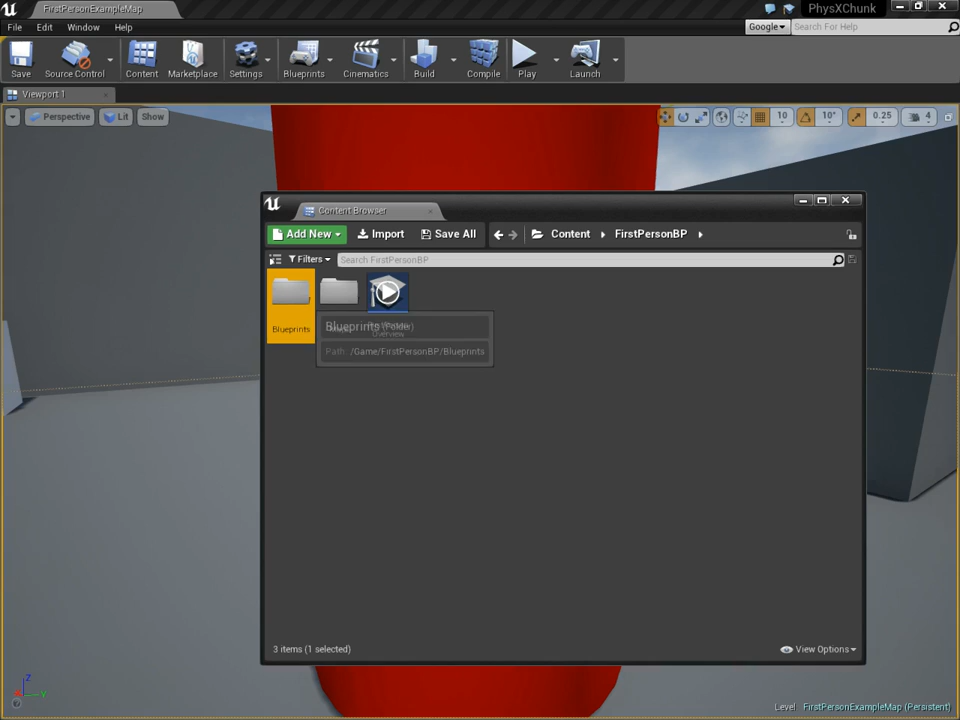 FirstPersonExampleMap
PhysXChunk
File Edit Window Help
Google
Search For Help
Save
Source Control
Content
Marketplace
Settings
Blueprints
Cinematics
Build
Compile
Play
Launch
Viewport 1
Perspective
Lit
Show
10
10°
0.25
4
Content Browser
Add New
Import
Save All
Content
FirstPersonBP
Filters
Search FirstPersonBP
Blueprints
Blueprints (Folder)
Overview
Path: /Game/FirstPersonBP/Blueprints
3 items (1 selected)
View Options
Z
X
Y
Level: FirstPersonExampleMap (Persistent)